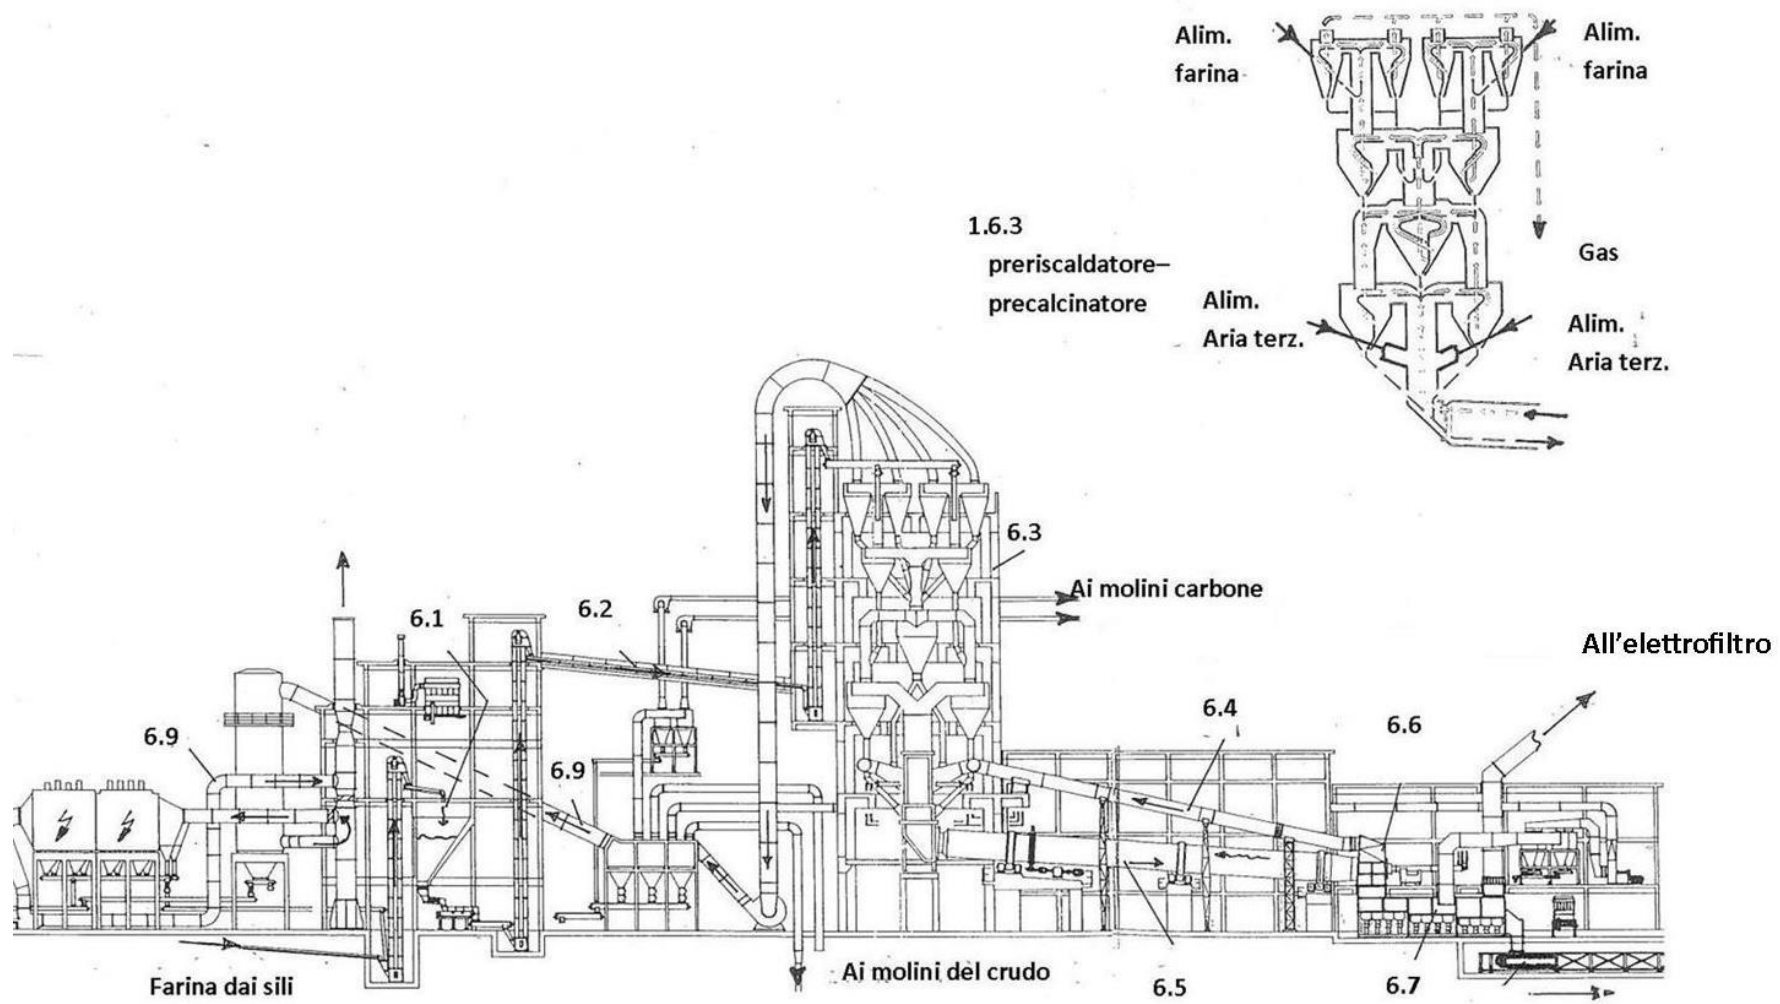 Alim.
farina
Alim.
farina
1.6.3
preriscaldatore–
precalcinatore
Gas
Alim.
Aria terz.
Alim.
Aria terz.
6.3
Ai molini carbone
6.1
6.2
All'elettrofiltro
6.4
6.6
6.9
6.9
Farina dai sili
Ai molini del crudo
6.5
6.7